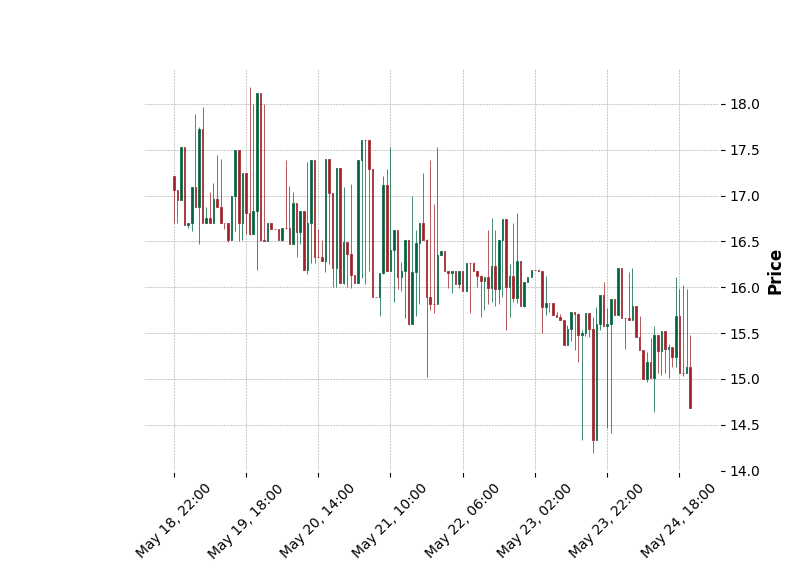 18.0
17.5
17.0
16.5
16.0
15.5
15.0
14.5
14.0
Price
May 18, 22:00
May 19, 18:00
May 20, 14:00
May 21, 10:00
May 22, 06:00
May 23, 02:00
May 23, 22:00
May 24, 18:00